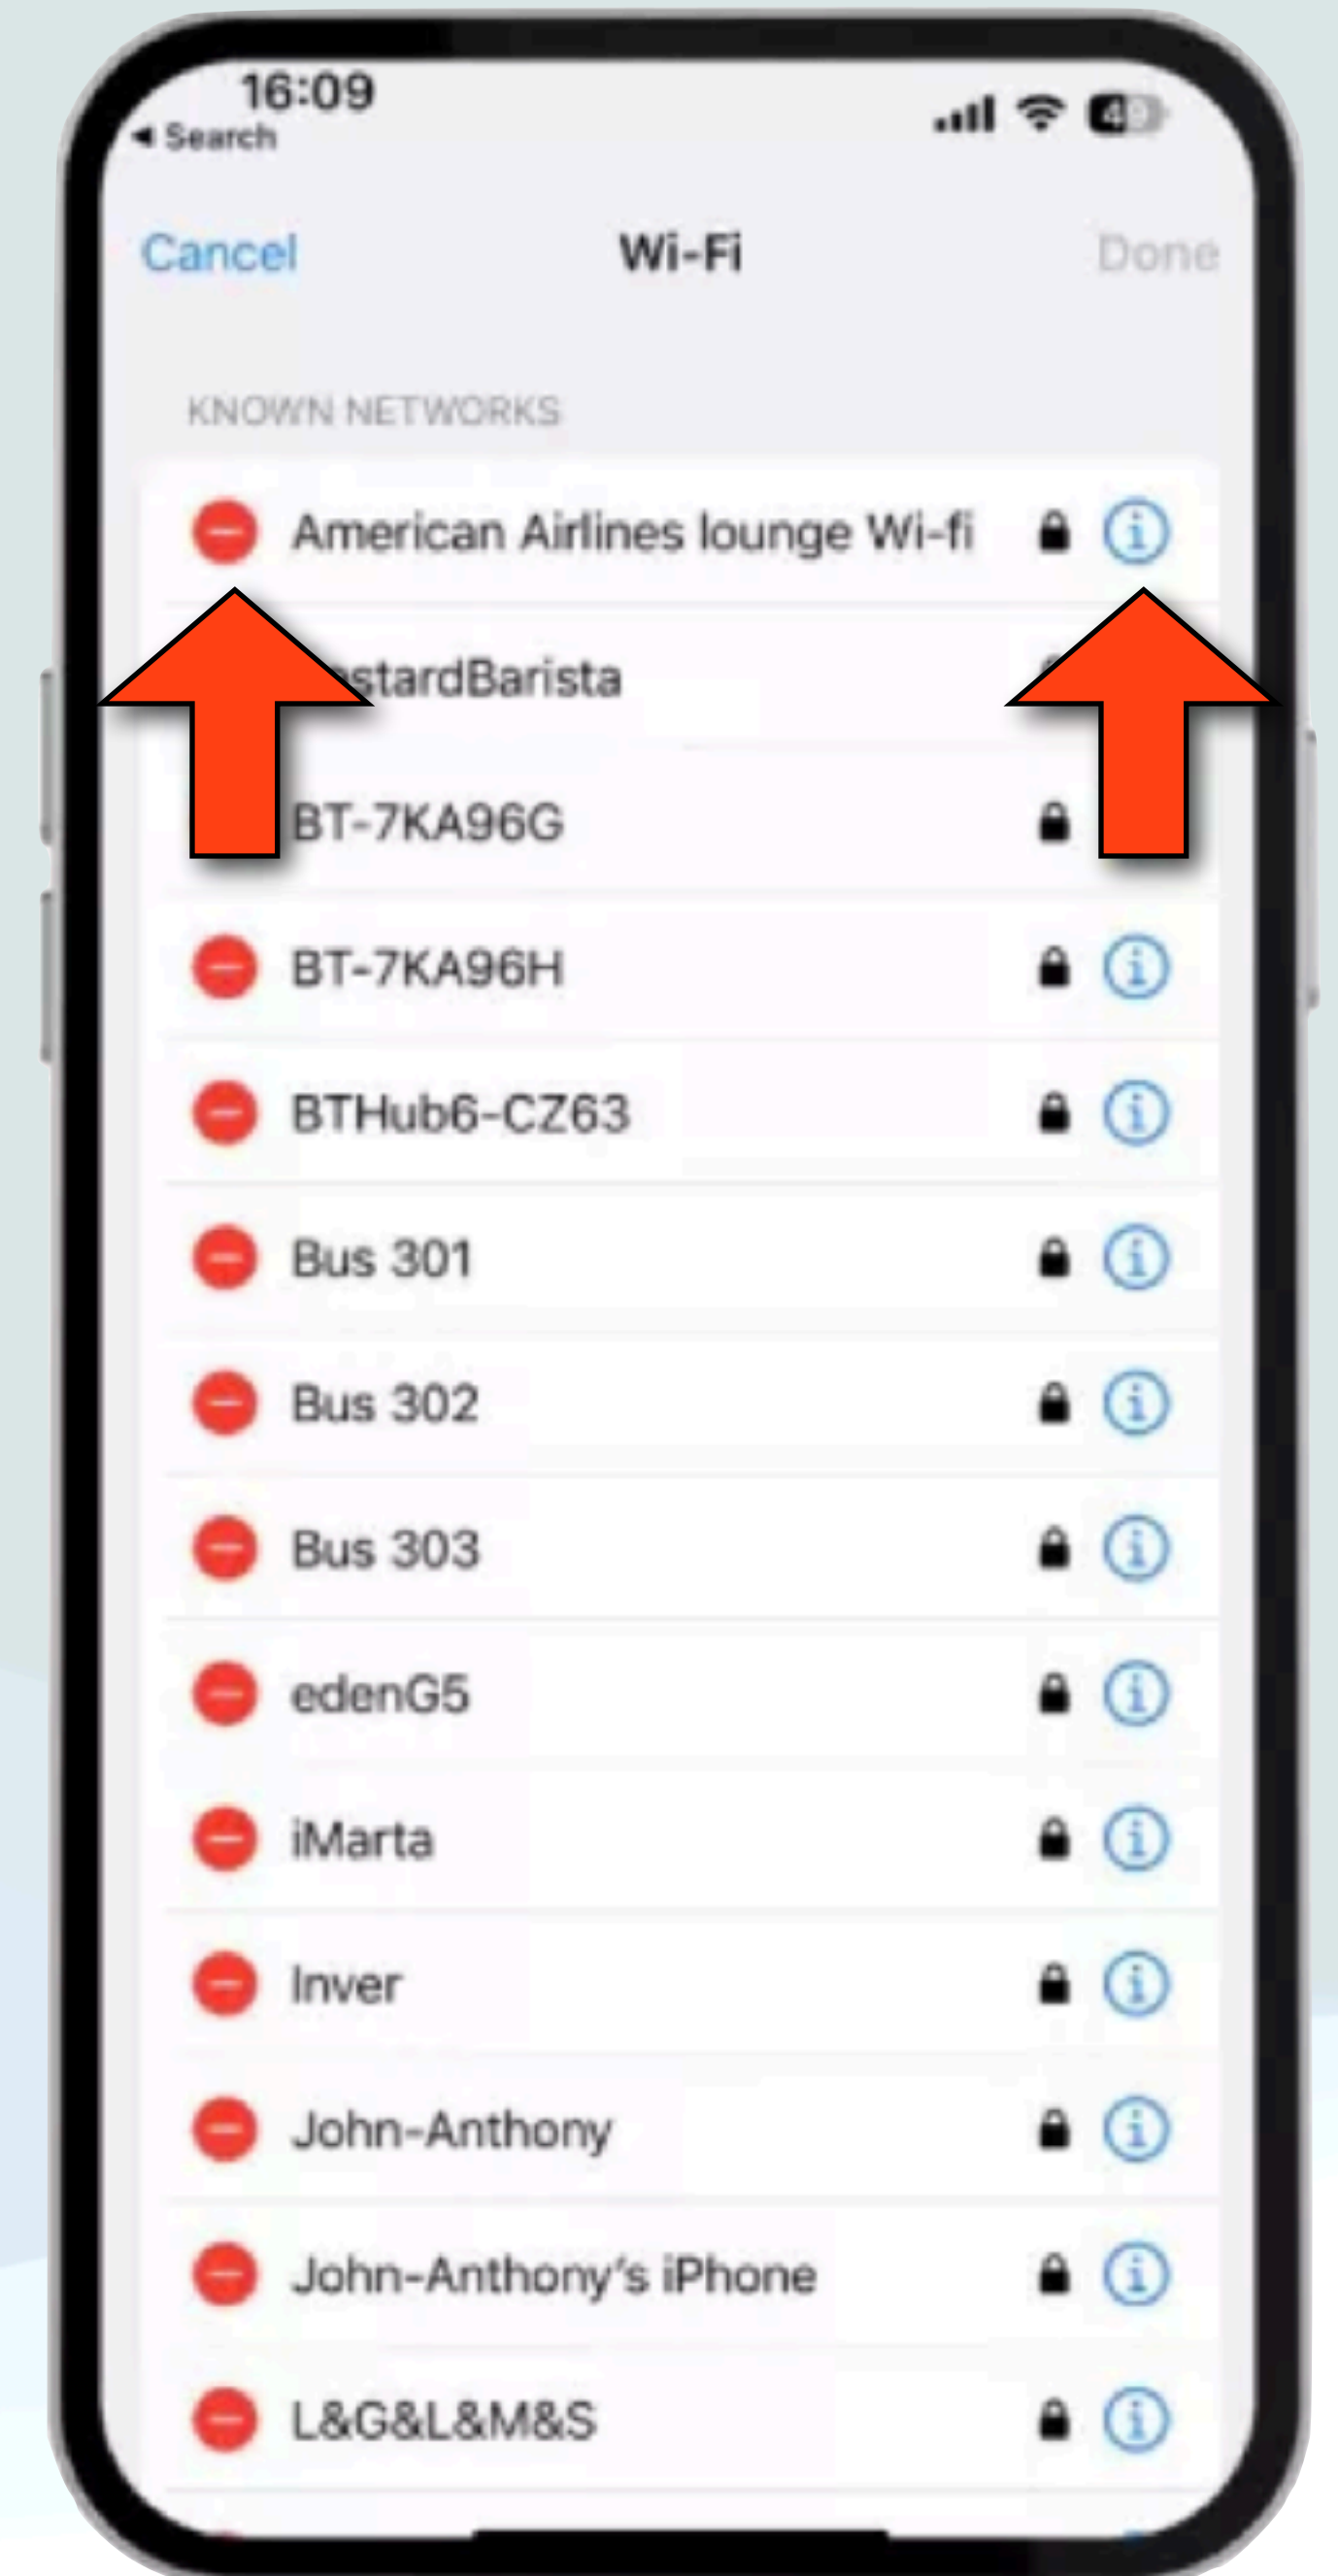 16:09
◀ Search
Cancel
Wi-Fi
Done
KNOWN NETWORKS
American Airlines lounge Wi-fi
BT-7KA96G
BT-7KA96H
BTHub6-CZ63
Bus 301
Bus 302
Bus 303
edenG5
iMarta
Inver
John-Anthony
John-Anthony's iPhone
L&G&L&M&S